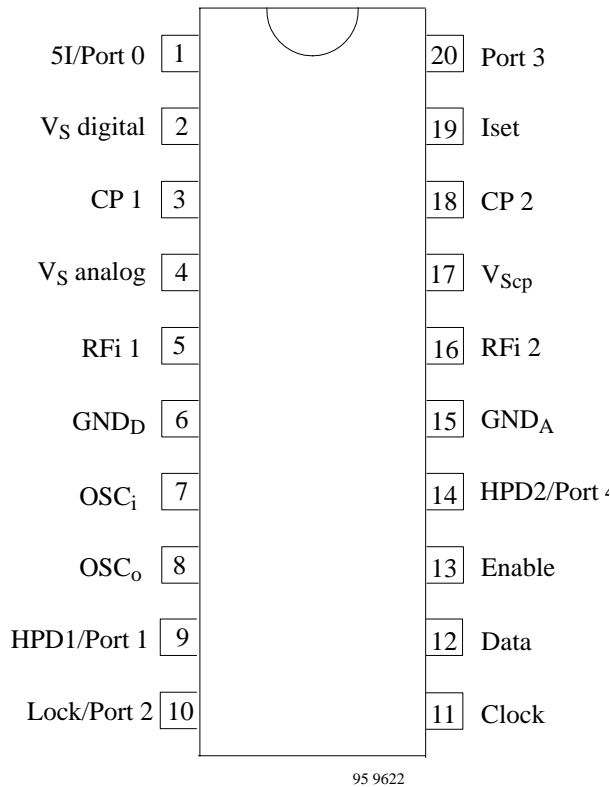 5I/Port 0 1 20 Port 3
VS digital 2 19 Iset
CP 1 3 18 CP 2
VS analog 4 17 VScp
RFi 1 5 16 RFi 2
GNDD 6 15 GNDA
OSCi 7 14 HPD2/Port 4
OSCo 8 13 Enable
HPD1/Port 1 9 12 Data
Lock/Port 2 10 11 Clock
95 9622